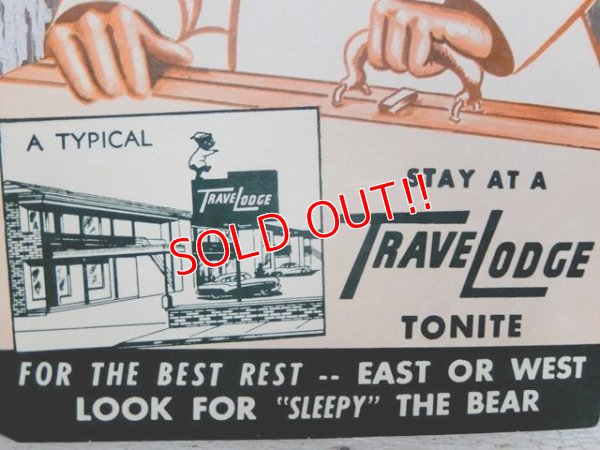 A TYPICAL
TRAVELODGE
SOLD OUT!!
STAY AT A
TRAVELODGE
TONITE
FOR THE BEST REST -- EAST OR WEST
LOOK FOR "SLEEPY" THE BEAR